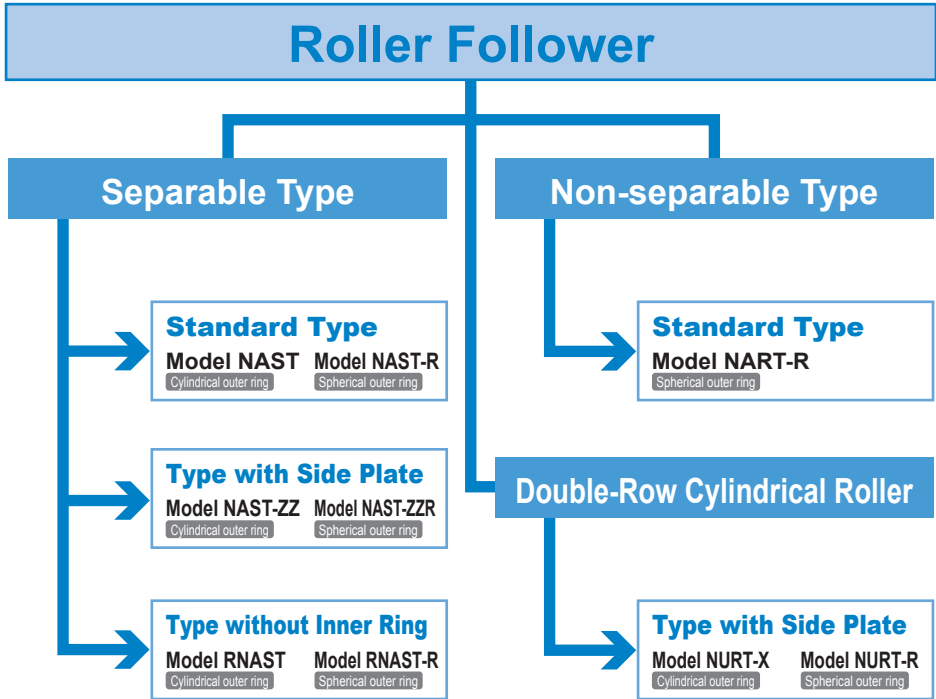 Roller Follower
Separable Type
Standard Type
Model NAST Model NAST-R
Cylindrical outer ring Spherical outer ring
Type with Side Plate
Model NAST-ZZ Model NAST-ZZR
Cylindrical outer ring Spherical outer ring
Type without Inner Ring
Model RNAST Model RNAST-R
Cylindrical outer ring Spherical outer ring
Non-separable Type
Standard Type
Model NART-R
Spherical outer ring
Double-Row Cylindrical Roller
Type with Side Plate
Model NURT-X Model NURT-R
Cylindrical outer ring Spherical outer ring